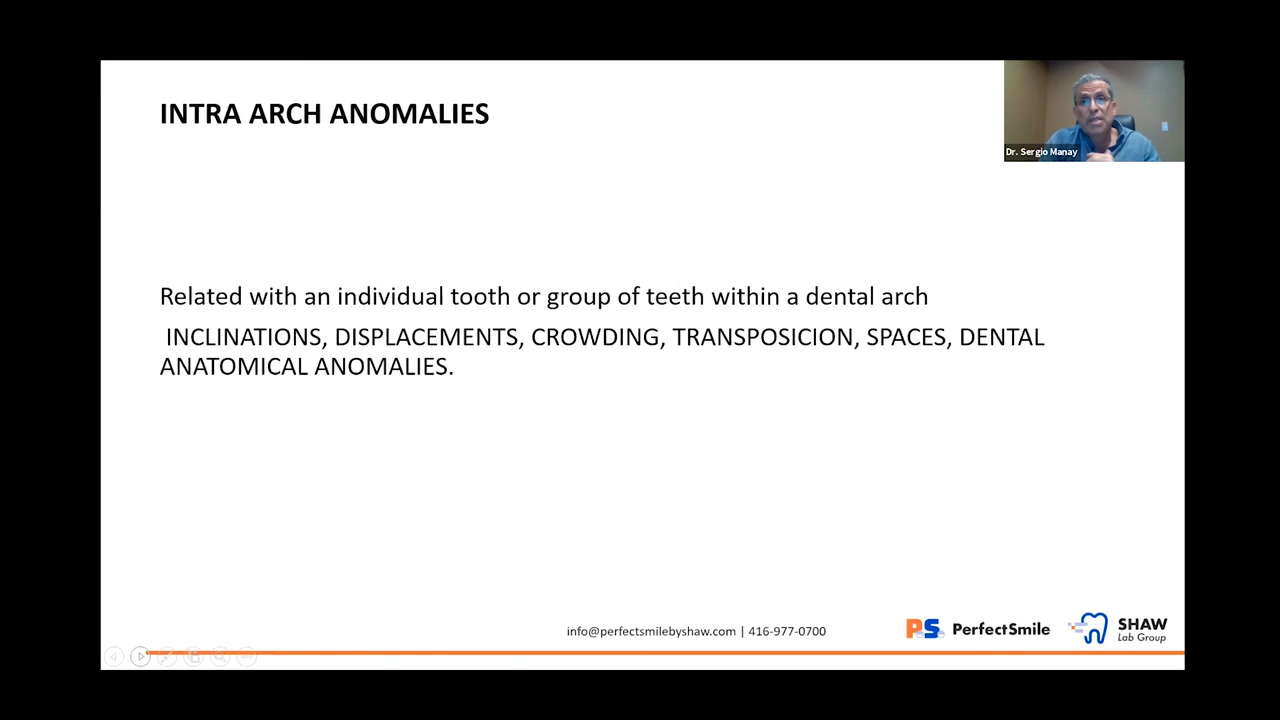 INTRA ARCH ANOMALIES
Dr. Sergio Manay
Related with an individual tooth or group of teeth within a dental arch
INCLINATIONS, DISPLACEMENTS, CROWDING, TRANSPOSICION, SPACES, DENTAL
ANATOMICAL ANOMALIES.
info@perfectsmilebyshaw.com | 416-977-0700
PS PerfectSmile
SHAW
Lab Group